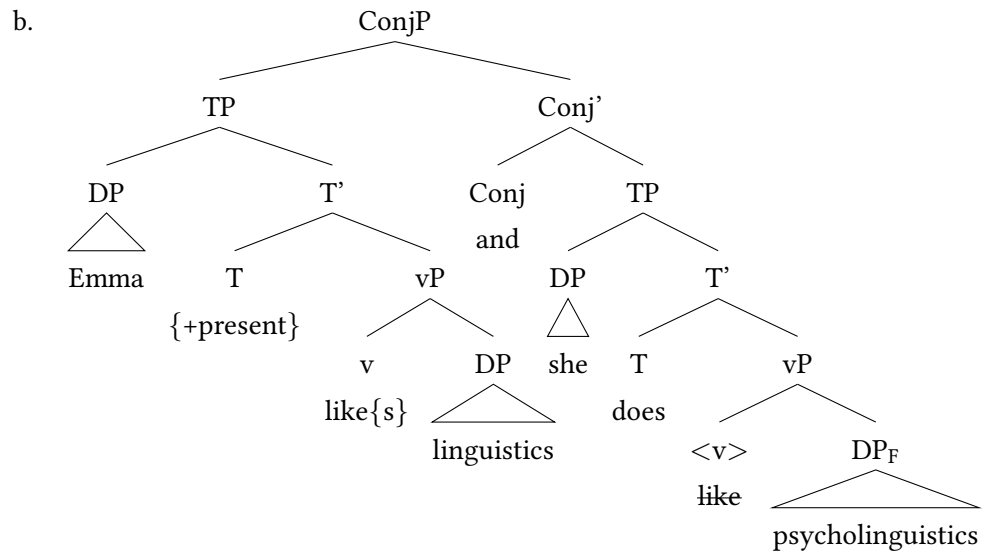 b. ConjP
TP Conj’
DP T’ Conj TP
and
Emma T vP DP T’
{+present}
v DP she T vP
like{s} does
linguistics <v> DPF
like
psycholinguistics